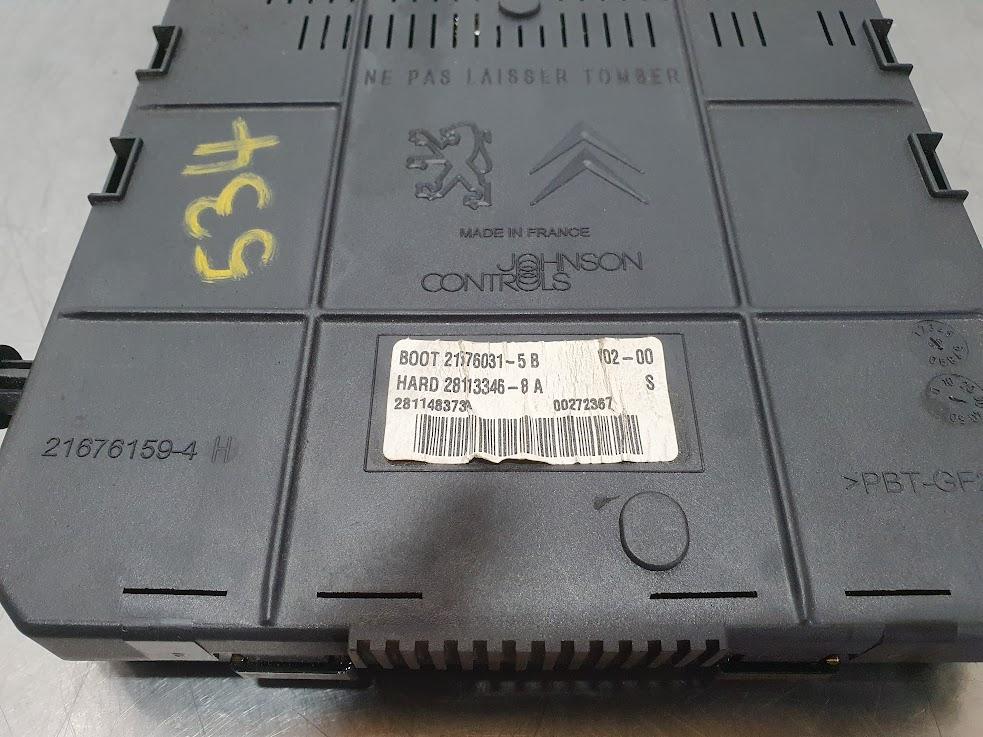 NE PAS LAISSER TOMBER
534
MADE IN FRANCE
JOHNSON
CONTROLS
BOOT 21676031-5 B 02-00
HARD 28113346-8 A S
281148373A 00272367
21676159-4 H
>PBT-GF